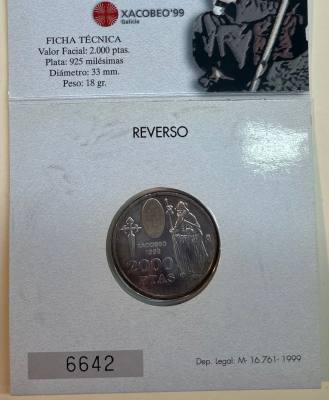 XACOBEO'99
Galicia
FICHA TÉCNICA
Valor Facial: 2.000 ptas.
Plata: 925 milésimas
Diámetro: 33 mm.
Peso: 18 gr.
REVERSO
XACOBEO
1999
2000
PTAS
6642
Dep. Legal: M- 16.761- 1999